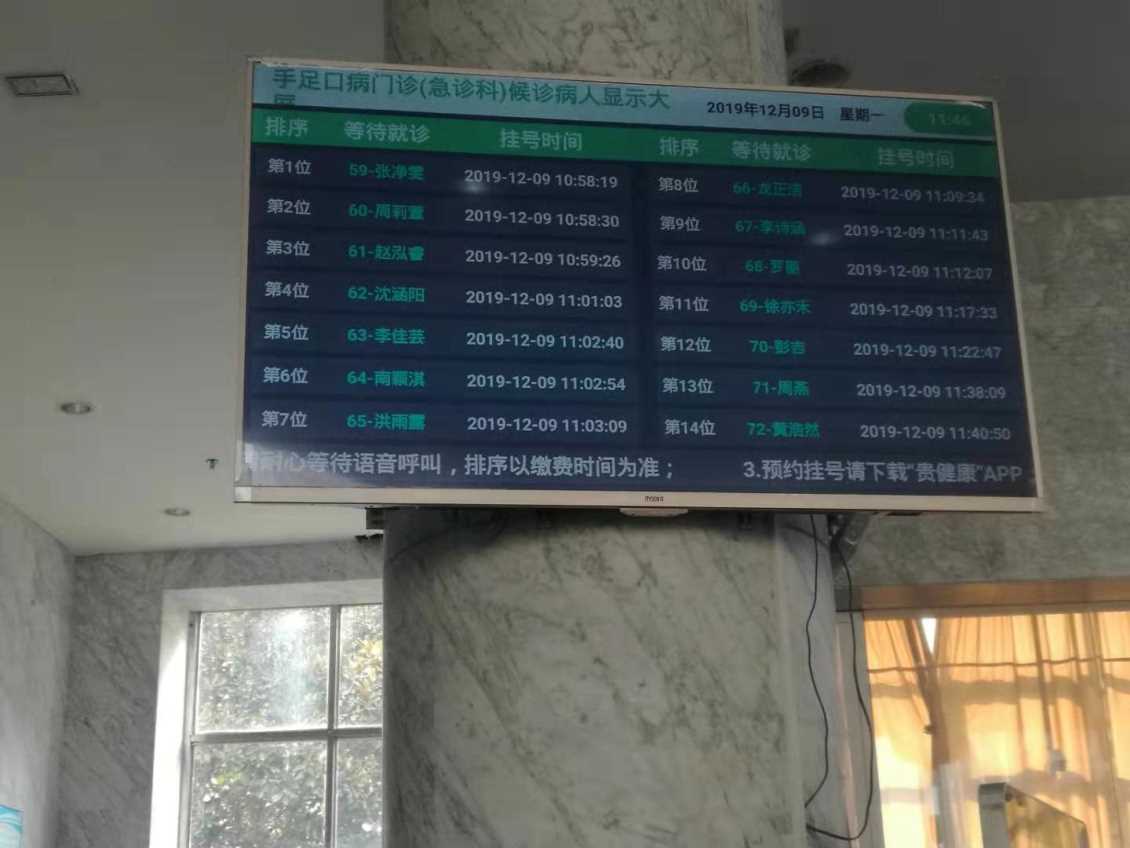 手足口病门诊(急诊科)候诊病人显示大
2019年12月09日 星期一 11:46
排序 等待就诊 挂号时间 排序 等待就诊 挂号时间
第1位 59-张净雯 2019-12-09 10:58:19 第8位 66-龙正 2019-12-09 11:09:34
第2位 60-周莉萱 2019-12-09 10:58:30 第9位 67-李诗涵 2019-12-09 11:11:43
第3位 61-赵泓睿 2019-12-09 10:59:26 第10位 68-罗 2019-12-09 11:12:07
第4位 62-沈涵阳 2019-12-09 11:01:03 第11位 69-徐亦禾 2019-12-09 11:17:33
第5位 63-李佳芸 2019-12-09 11:02:40 第12位 70-彭吉 2019-12-09 11:22:47
第6位 64-南颖淇 2019-12-09 11:02:54 第13位 71-周燕 2019-12-09 11:38:09
第7位 65-洪雨露 2019-12-09 11:03:09 第14位 72-黄浩然 2019-12-09 11:40:50
耐心等待语音呼叫，排序以缴费时间为准； 3.预约挂号请下载“贵健康”APP